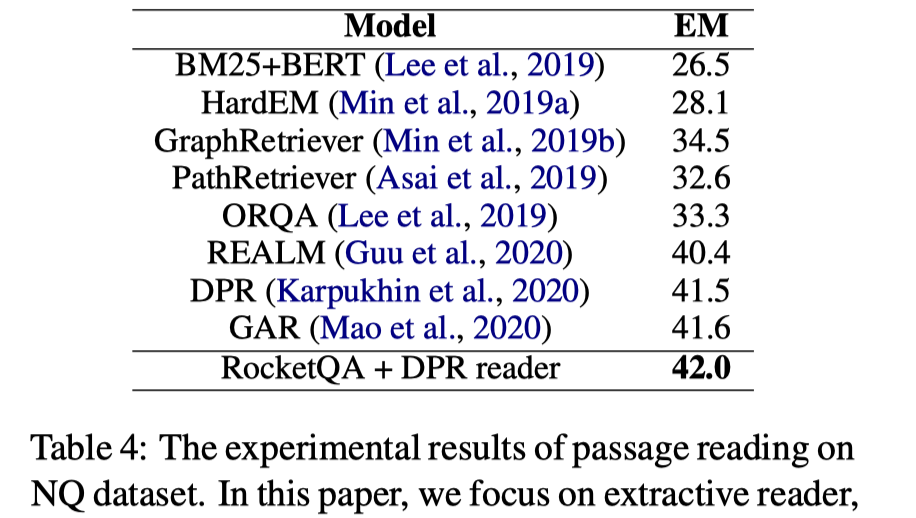 Model EM
BM25+BERT (Lee et al., 2019) 26.5
HardEM (Min et al., 2019a) 28.1
GraphRetriever (Min et al., 2019b) 34.5
PathRetriever (Asai et al., 2019) 32.6
ORQA (Lee et al., 2019) 33.3
REALM (Guu et al., 2020) 40.4
DPR (Karpukhin et al., 2020) 41.5
GAR (Mao et al., 2020) 41.6
RocketQA + DPR reader 42.0
Table 4: The experimental results of passage reading on
NQ dataset. In this paper, we focus on extractive reader,